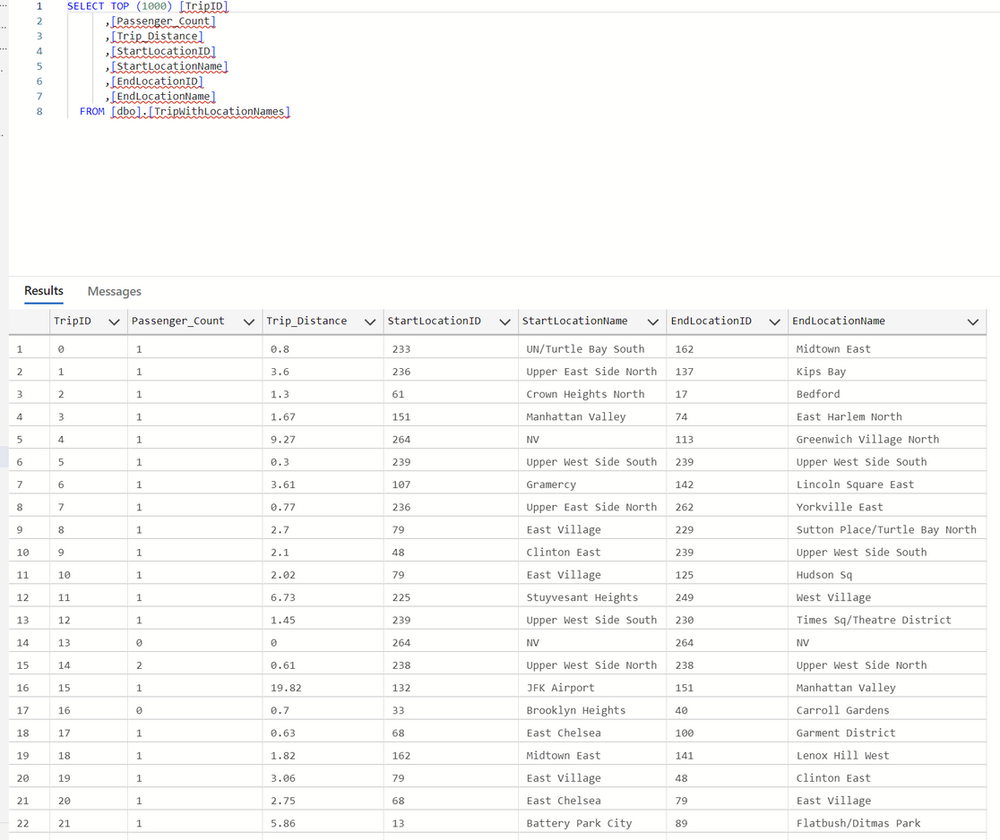 1 SELECT TOP (1000) [TripID]
2 ,[Passenger_Count]
3 ,[Trip_Distance]
4 ,[StartLocationID]
5 ,[StartLocationName]
6 ,[EndLocationID]
7 ,[EndLocationName]
8 FROM [dbo].[TripWithLocationNames]
Results Messages
TripID Passenger_Count Trip_Distance StartLocationID StartLocationName EndLocationID EndLocationName
1 0 1 0.8 233 UN/Turtle Bay South 162 Midtown East
2 1 1 3.6 236 Upper East Side North 137 Kips Bay
3 2 1 1.3 61 Crown Heights North 17 Bedford
4 3 1 1.67 151 Manhattan Valley 74 East Harlem North
5 4 1 9.27 264 NV 113 Greenwich Village North
6 5 1 0.3 239 Upper West Side South 239 Upper West Side South
7 6 1 3.61 107 Gramercy 142 Lincoln Square East
8 7 1 0.77 236 Upper East Side North 262 Yorkville East
9 8 1 2.7 79 East Village 229 Sutton Place/Turtle Bay North
10 9 1 2.1 48 Clinton East 239 Upper West Side South
11 10 1 2.02 79 East Village 125 Hudson Sq
12 11 1 6.73 225 Stuyvesant Heights 249 West Village
13 12 1 1.45 239 Upper West Side South 230 Times Sq/Theatre District
14 13 0 0 264 NV 264 NV
15 14 2 0.61 238 Upper West Side North 238 Upper West Side North
16 15 1 19.82 132 JFK Airport 151 Manhattan Valley
17 16 0 0.7 33 Brooklyn Heights 40 Carroll Gardens
18 17 1 0.63 68 East Chelsea 100 Garment District
19 18 1 1.82 162 Midtown East 141 Lenox Hill West
20 19 1 3.06 79 East Village 48 Clinton East
21 20 1 2.75 68 East Chelsea 79 East Village
22 21 1 5.86 13 Battery Park City 89 Flatbush/Ditmas Park